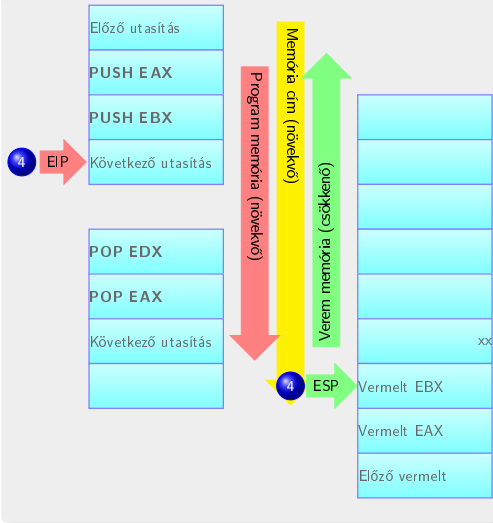 Előző utasítás
PUSH EAX
PUSH EBX
4 EIP Következő utasítás
POP EDX
POP EAX
Következő utasítás
Program memória (növekvő)
Memória cím (növekvő)
Verem memória (csökkenő)
xx
4 ESP Vermelt EBX
Vermelt EAX
Előző vermelt